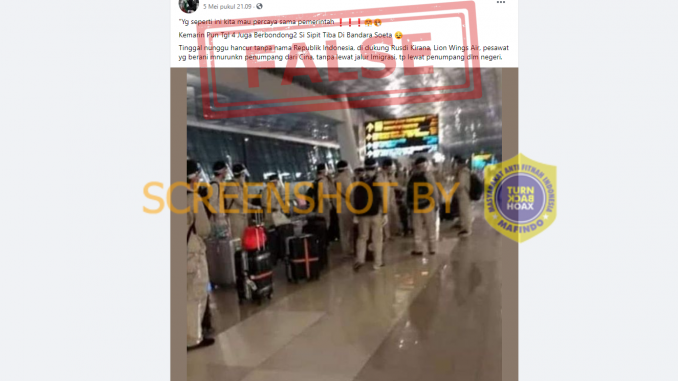 5 Mei pukul 21.09 ·
"Yg seperti ini kita mau percaya sama pemerintah ❗❗❗
Kemarin Pun Tgl 4 Juga Berbondong2 Si Sipit Tiba Di Bandara Soeta
Tinggal nunggu hancur tanpa nama Republik Indonesia. di dukung Rusdi Kirana, Lion Wings Air. pesawat
yg berani mnurunkn penumpang dari Cina, tanpa lewat jalur Imigrasi. tp lewat penumpang dlm negeri.
FALSE
SCREENSHOT BY
MASYARAKAT ANTI FITNAH INDONESIA
TURN
BACK
HOAX
MAFINDO